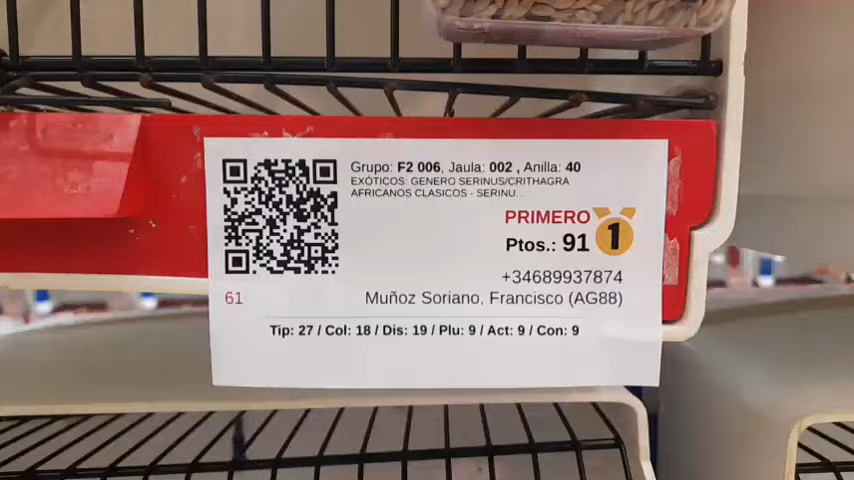 Grupo: F2 006, Jaula: 002 , Anilla: 40
EXÓTICOS: GENERO SERINUS/CRITHAGRA
AFRICANOS CLASICOS - SERINU...
PRIMERO
1
Ptos.: 91
+34689937874
61
Muñoz Soriano, Francisco (AG88)
Tip: 27 / Col: 18 / Dis: 19 / Plu: 9 / Act: 9 / Con: 9